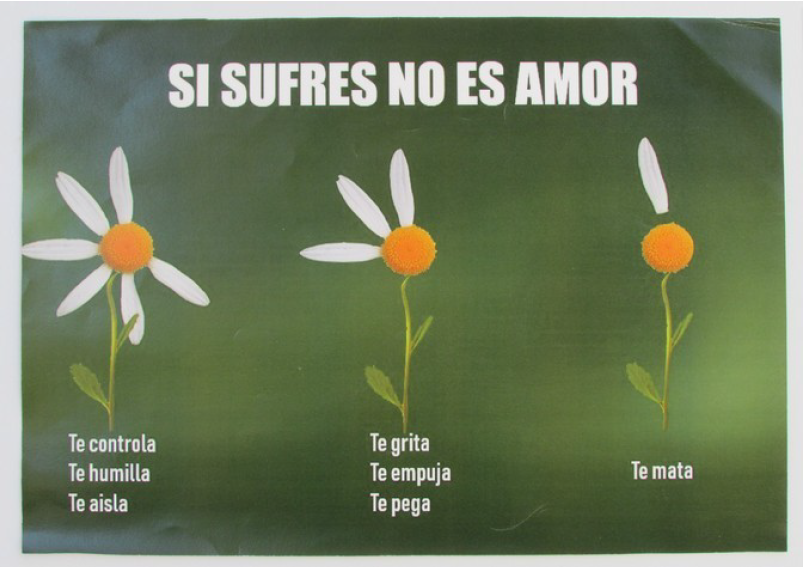 SI SUFRES NO ES AMOR
Te controla
Te humilla
Te aisla
Te grita
Te empuja
Te pega
Te mata